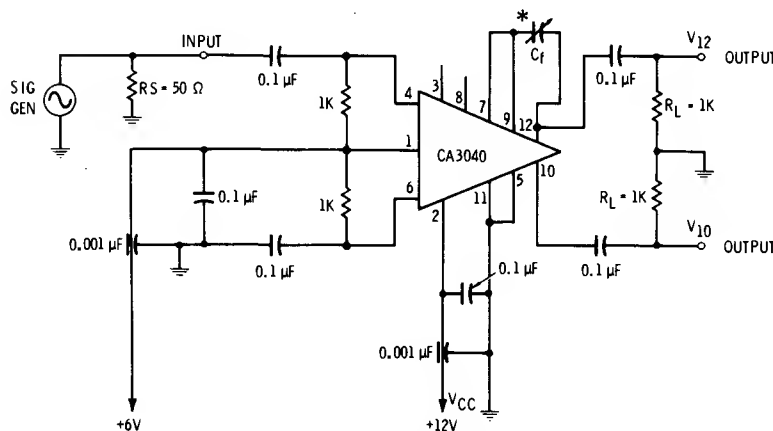 *
V12
INPUT
OUTPUT
0.1 µF
Cf
0.1 µF
SIG
GEN
RS = 50 Ω
3
8
7
9
12
4
1K
RL = 1K
1
CA3040
10
6
5
11
2
0.1 µF
1K
RL = 1K
V10
0.001 µF
0.1 µF
0.1 µF
OUTPUT
0.1 µF
0.001 µF
VCC
+6V
+12V